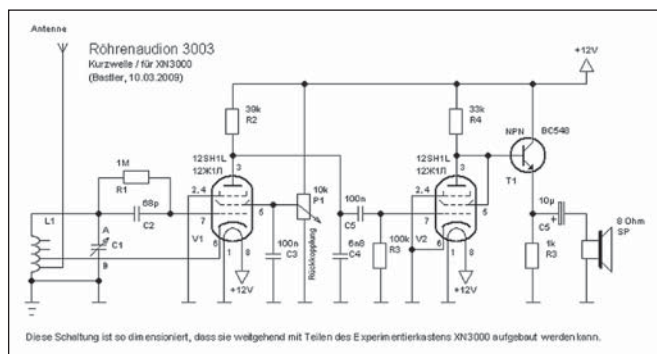 Antenne
Röhrenaudion 3003
Kurzwelle / für XN3000
(Bastler, 10.03.2009)
+12V
39k
R2
33k
R4
NPN
BC548
T1
1M
R1
68p
C2
12SH1L
12Ж1Л
3
2, 4
7
5
V1
6
1
8
+12V
10k
P1
Rückkopplung
100n
C3
100n
C5
6n8
C4
100k
R3
12SH1L
12Ж1Л
3
2, 4
7
5
V2
6
1
8
+12V
10µ
C5
+
1k
R3
8 Ohm
SP
L1
A
C1
B
Diese Schaltung ist so dimensioniert, dass sie weitgehend mit Teilen des Experimentierkastens XN3000 aufgebaut werden kann.